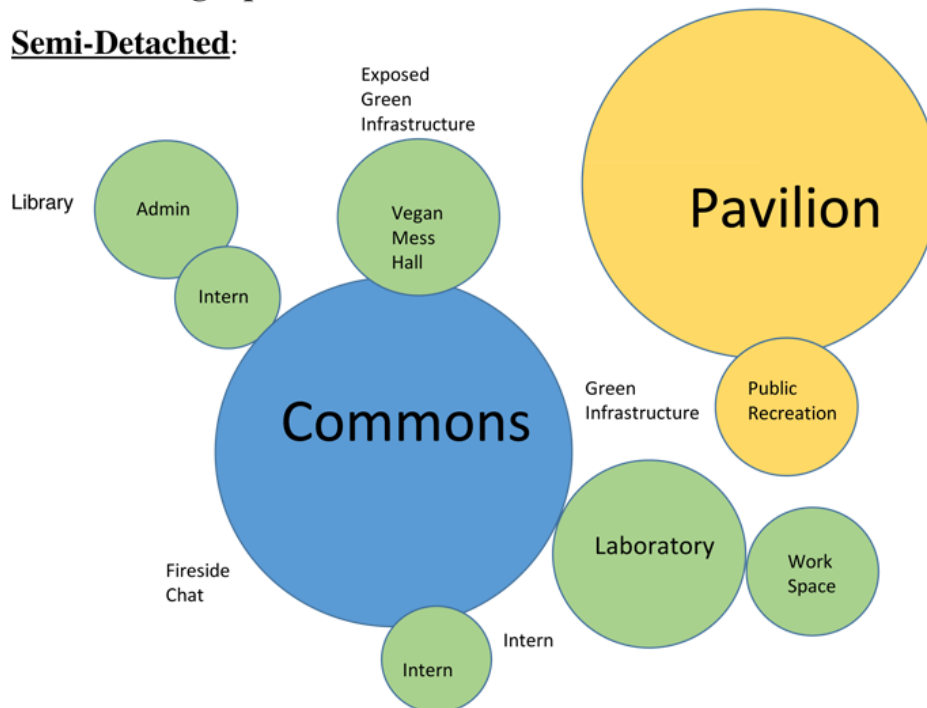 Semi-Detached:
Exposed
Green
Infrastructure
Library
Admin
Vegan
Mess
Hall
Pavilion
Intern
Commons
Green
Infrastructure
Public
Recreation
Laboratory
Work
Space
Fireside
Chat
Intern
Intern